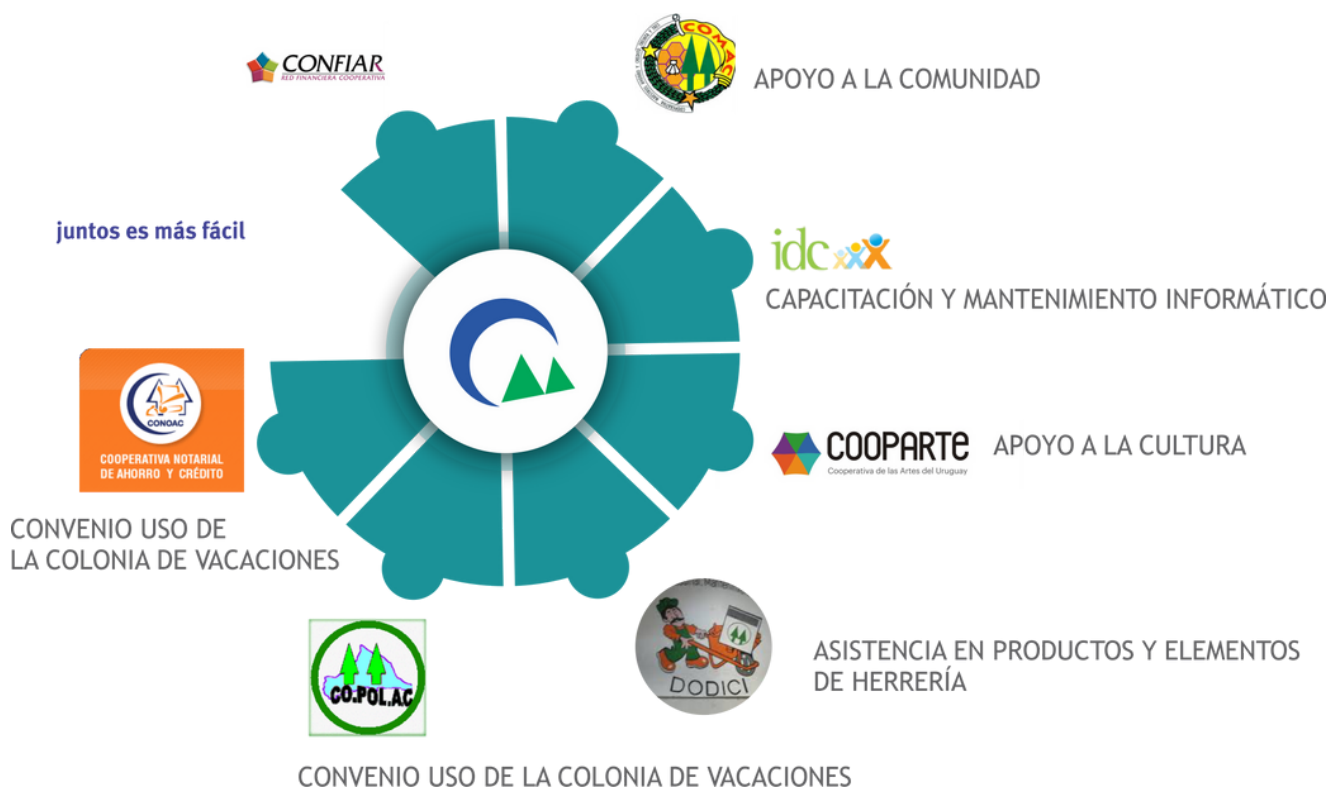 CONFIAR
RED FINANCIERA COOPERATIVA
COMAC
APOYO A LA COMUNIDAD
juntos es más fácil
idc
CAPACITACIÓN Y MANTENIMIENTO INFORMÁTICO
CONOAC
COOPERATIVA NOTARIAL
DE AHORRO Y CRÉDITO
COOPARTE
Cooperativa de las Artes del Uruguay
APOYO A LA CULTURA
CONVENIO USO DE
LA COLONIA DE VACACIONES
DODICI
ASISTENCIA EN PRODUCTOS Y ELEMENTOS
DE HERRERÍA
CO.POL.A.C
CONVENIO USO DE LA COLONIA DE VACACIONES